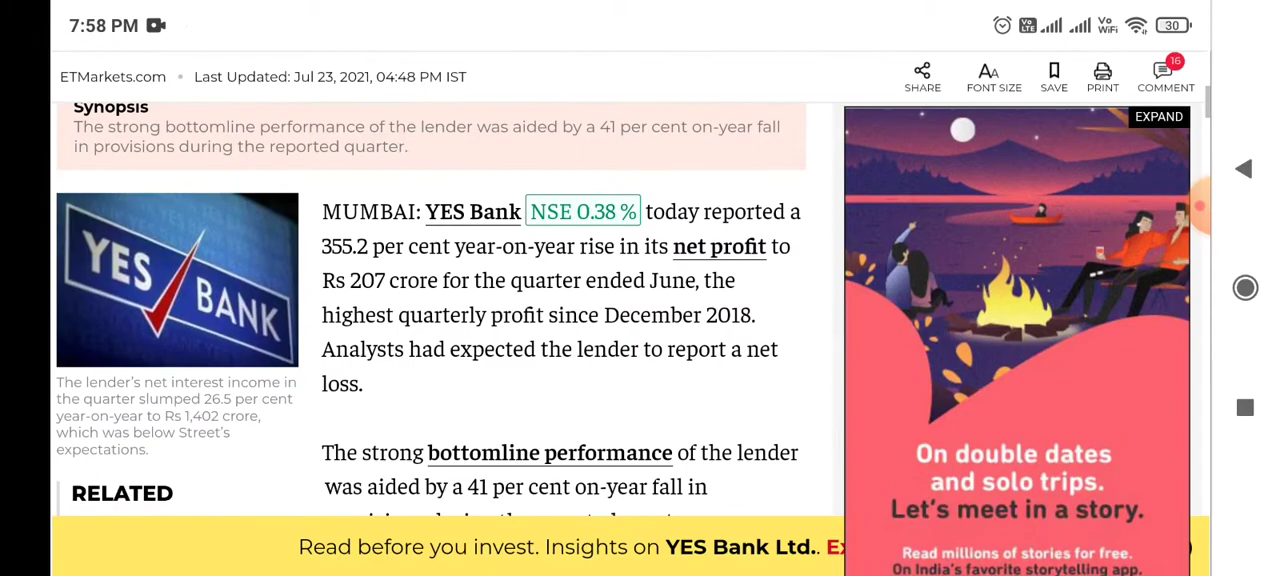 7:58 PM
Vo
LTE
Vo
WiFi
30
ETMarkets.com • Last Updated: Jul 23, 2021, 04:48 PM IST
SHARE
AA
FONT SIZE
SAVE
PRINT
16
COMMENT
Synopsis
The strong bottomline performance of the lender was aided by a 41 per cent on-year fall
in provisions during the reported quarter.
EXPAND
YES BANK
The lender's net interest income in
the quarter slumped 26.5 per cent
year-on-year to Rs 1,402 crore,
which was below Street's
expectations.
RELATED
MUMBAI: YES Bank NSE 0.38 % today reported a
355.2 per cent year-on-year rise in its net profit to
Rs 207 crore for the quarter ended June, the
highest quarterly profit since December 2018.
Analysts had expected the lender to report a net
loss.
The strong bottomline performance of the lender
was aided by a 41 per cent on-year fall in
On double dates
and solo trips.
Let's meet in a story.
Read millions of stories for free.
On India's favorite storytelling app.
Read before you invest. Insights on YES Bank Ltd..